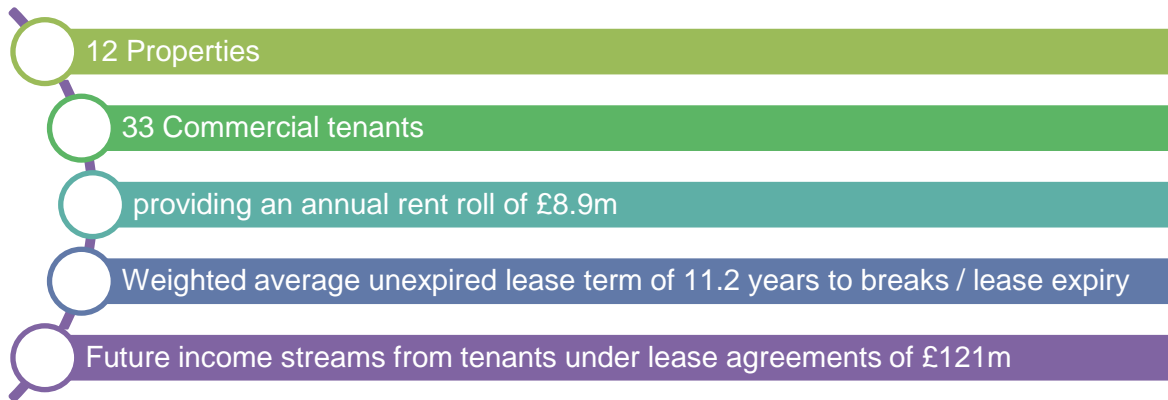 12 Properties
33 Commercial tenants
providing an annual rent roll of £8.9m
Weighted average unexpired lease term of 11.2 years to breaks / lease expiry
Future income streams from tenants under lease agreements of £121m